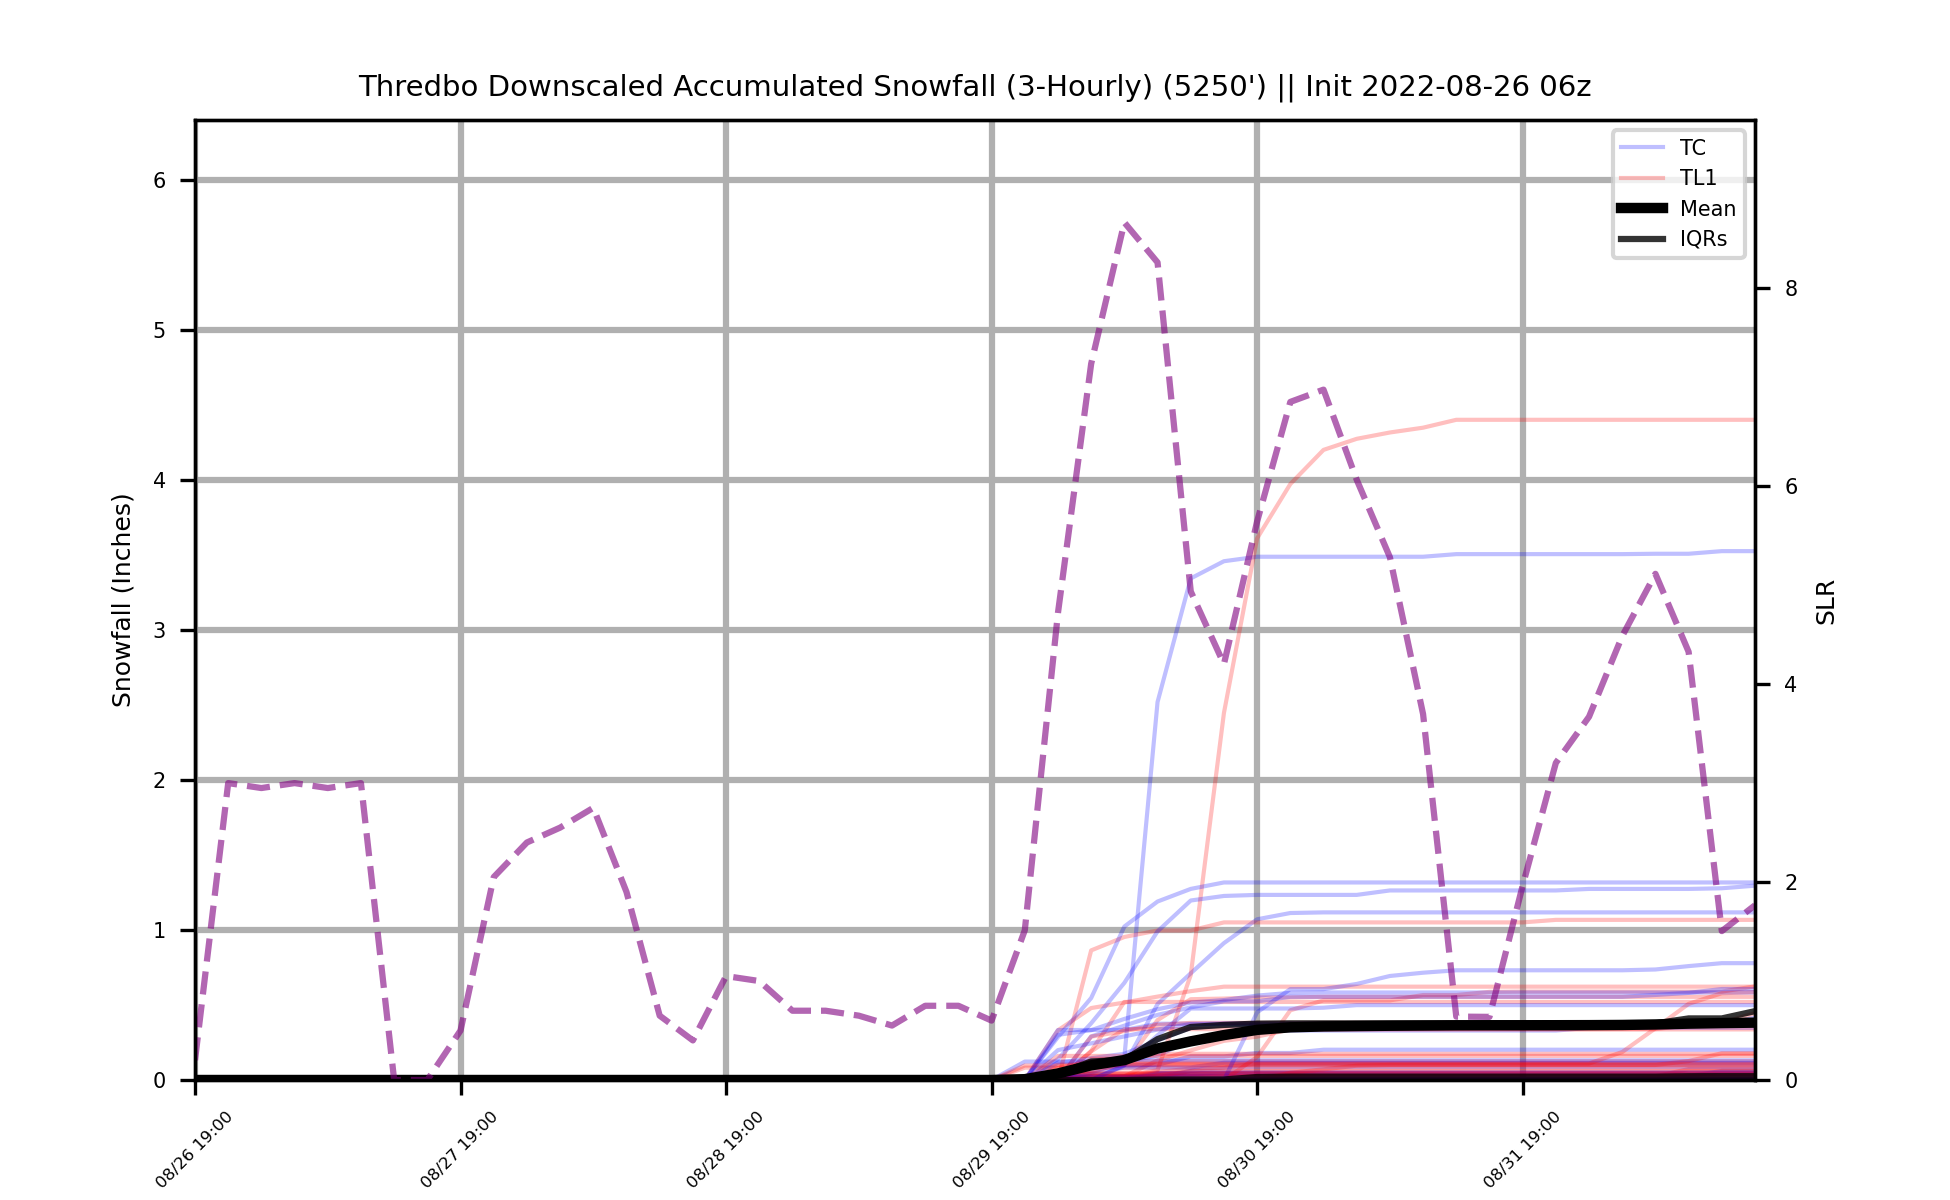 Thredbo Downscaled Accumulated Snowfall (3-Hourly) (5250') || Init 2022-08-26 06z
TC
TL1
Mean
IQRs
Snowfall (Inches)
6
5
4
3
2
1
0
SLR
8
6
4
2
0
08/26 19:00
08/27 19:00
08/28 19:00
08/29 19:00
08/30 19:00
08/31 19:00